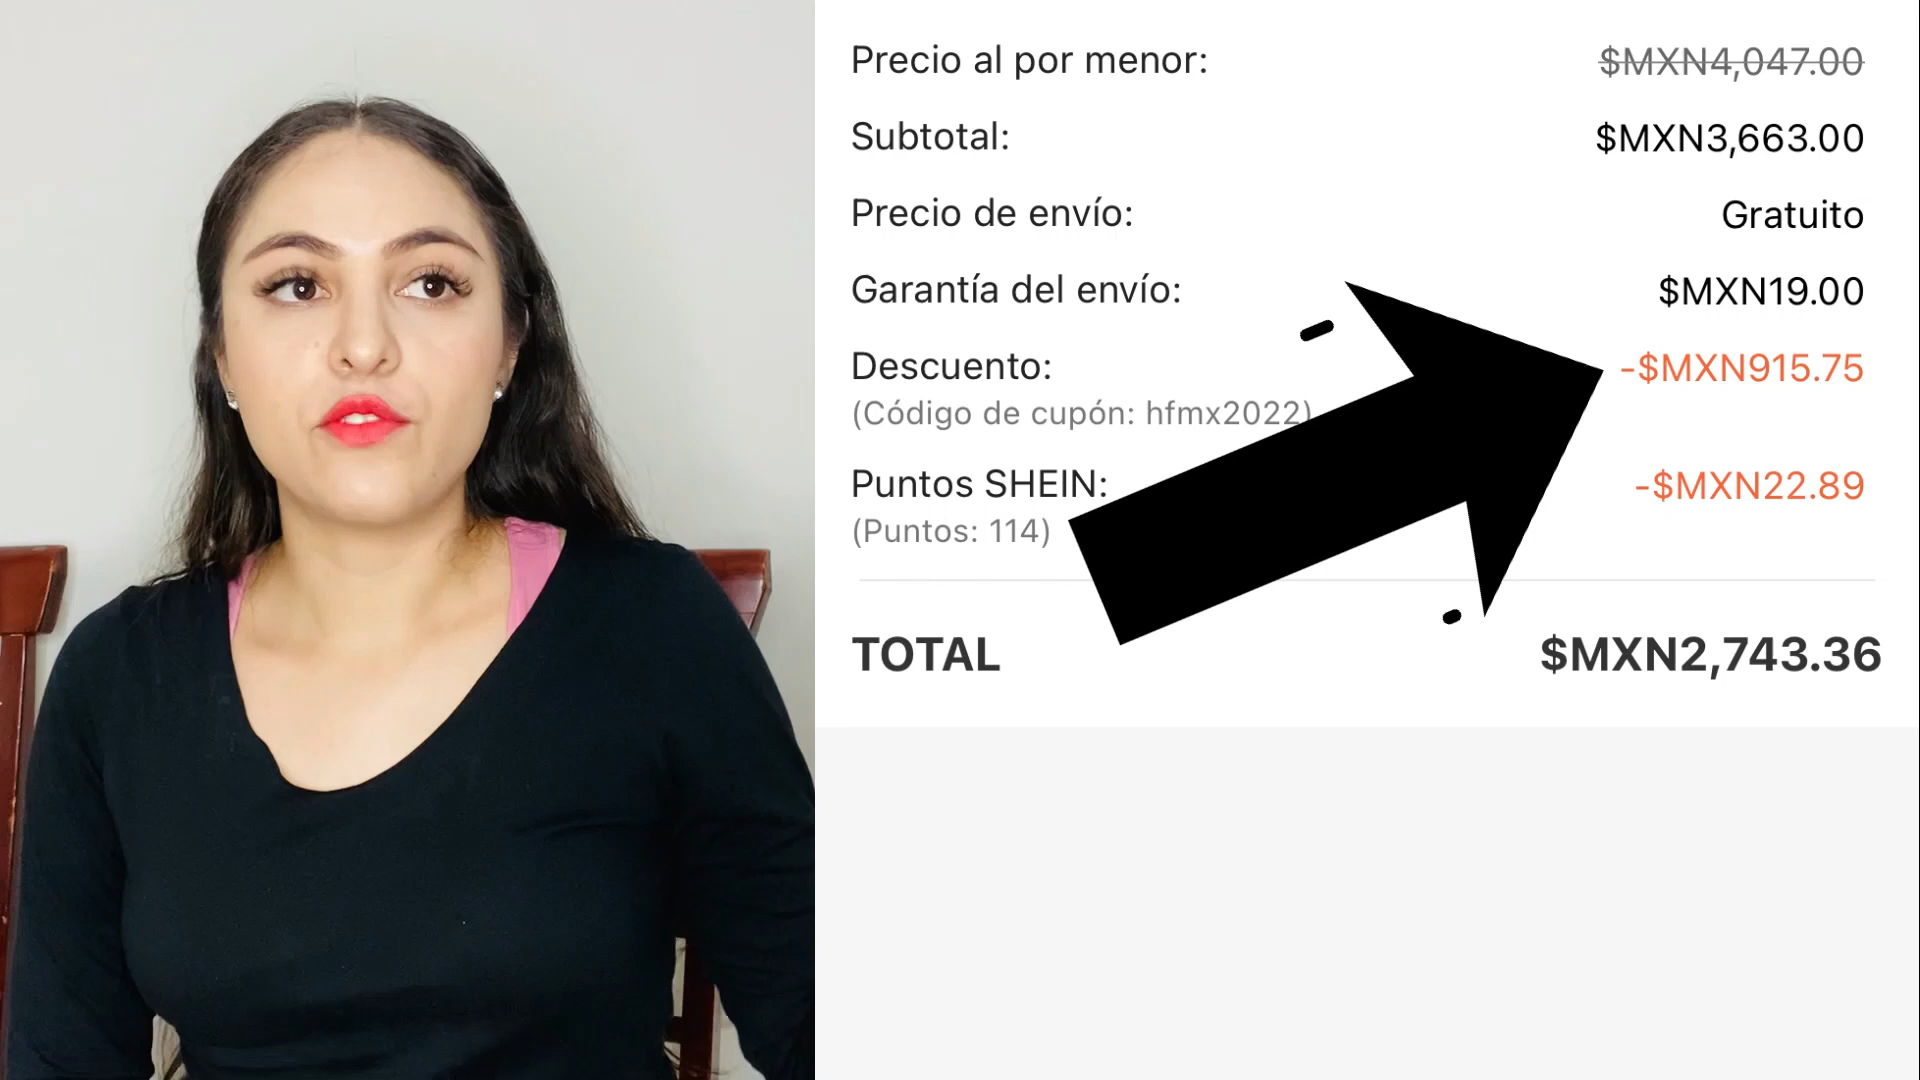 Precio al por menor: $MXN4,047.00
Subtotal: $MXN3,663.00
Precio de envío: Gratuito
Garantía del envío: $MXN19.00
Descuento: -$MXN915.75
(Código de cupón: hfmx2022)
Puntos SHEIN: -$MXN22.89
(Puntos: 114)
TOTAL $MXN2,743.36